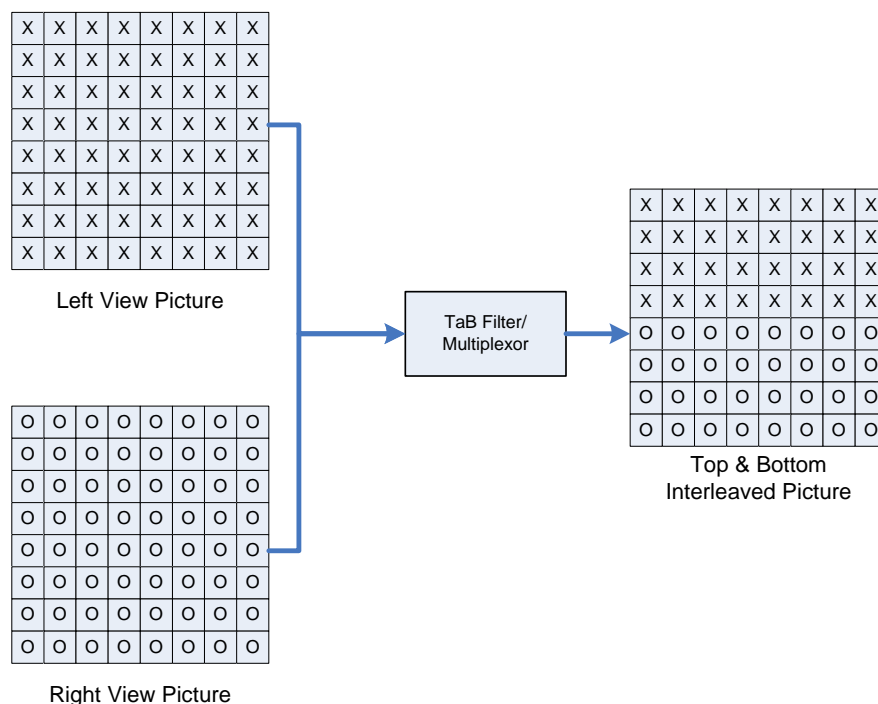 X X X X X X X X
X X X X X X X X
X X X X X X X X
X X X X X X X X
X X X X X X X X
X X X X X X X X
X X X X X X X X
X X X X X X X X
Left View Picture
O O O O O O O O
O O O O O O O O
O O O O O O O O
O O O O O O O O
O O O O O O O O
O O O O O O O O
O O O O O O O O
O O O O O O O O
Right View Picture
TaB Filter/
Multiplexor
X X X X X X X X
X X X X X X X X
X X X X X X X X
X X X X X X X X
O O O O O O O O
O O O O O O O O
O O O O O O O O
O O O O O O O O
Top & Bottom
Interleaved Picture